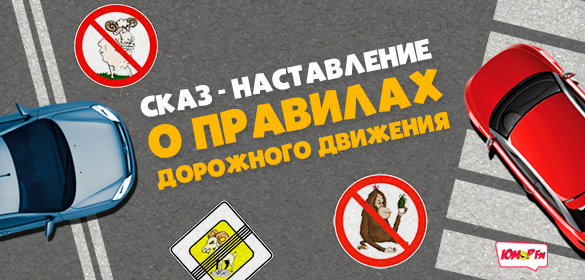 СКАЗ - НАСТАВЛЕНИЕ
О ПРАВИЛАХ
ДОРОЖНОГО ДВИЖЕНИЯ
ЮМОР FM